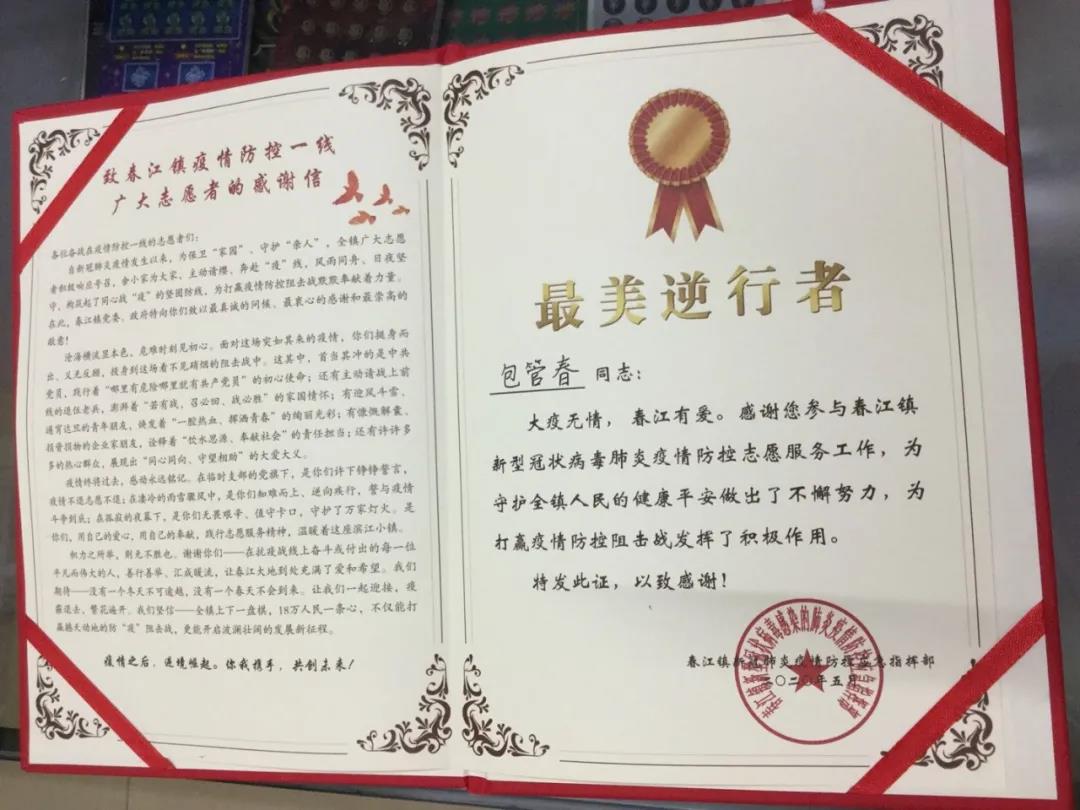 致春江镇疫情防控一线
广大志愿者的感谢信
各位奋战在疫情防控一线的志愿者们：
自新冠肺炎疫情发生以来，为保卫“家园”、守护“亲人”，全镇广大志愿
者积极响应号召，舍小家为大家，主动请缨、奔赴“疫”线，风雨同舟、日夜坚
守，构筑起了同心战“疫”的坚固防线，为打赢疫情防控阻击战默默奉献着力量。
在此，春江镇党委、政府特向你们致以最真诚的问候、最衷心的感谢和最崇高的
敬意！
沧海横流显本色，危难时刻见初心。面对这场突如其来的疫情，你们挺身而
出、义无反顾，投身到这场看不见硝烟的阻击战中。这其中，首当其冲的是中共
党员，践行着“哪里有危险哪里就有共产党员”的初心使命；还有主动请战上前
线的退伍老兵，澎湃着“若有战，召必回，战必胜”的家国情怀；有迎风斗雪、
通宵达旦的青年朋友，焕发着“一腔热血、挥洒青春”的绚丽光彩；有慷慨解囊、
捐资捐物的企业家朋友，诠释着“饮水思源、奉献社会”的责任担当；还有许许多
多的热心群众，展现出“同心同向、守望相助”的大爱大义。
疫情终将过去，感动永远铭记。在临时支部的党旗下，是你们许下铮铮誓言，
疫情不退志愿不退；在凄冷的雨雪骤风中，是你们知难而上、逆向疾行，誓与疫情
斗争到底；在孤寂的夜幕下，是你们无畏艰辛、值守卡口，守护了万家灯火。是
你们，用自己的爱心，用自己的奉献，践行志愿服务精神，温暖着这座滨江小镇。
积力之所举，则无不胜也。谢谢你们——在抗疫战线上奋斗或付出的每一位
平凡而伟大的人，善行善举、汇成暖流，让春江大地到处充满了爱和希望。我们
期待——没有一个冬天不可逾越，没有一个春天不会到来。让我们一起迎接，疫
霾退去、繁花遍开。我们坚信——全镇上下一盘棋，18万人民一条心，不仅能打
赢撼天动地的防“疫”阻击战，更能开启波澜壮阔的发展新征程。
疫情之后，逆境崛起。你我携手，共创未来！
最美逆行者
包管春 同志：
大疫无情，春江有爱。感谢您参与春江镇
新型冠状病毒肺炎疫情防控志愿服务工作，为
守护全镇人民的健康平安做出了不懈努力，为
打赢疫情防控阻击战发挥了积极作用。
特发此证，以致感谢！
春江镇新冠肺炎疫情防控应急指挥部
二〇二〇年五月